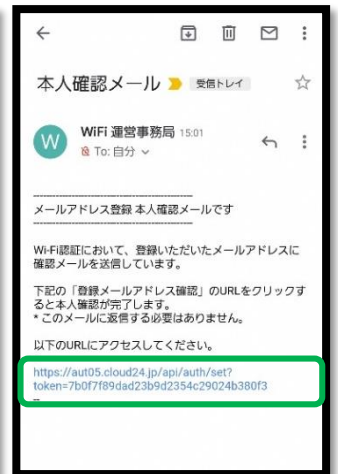 本人確認メール 受信トレイ
W
WiFi 運営事務局 15:01
To: 自分
メールアドレス登録 本人確認メールです
Wi-Fi認証において、登録いただいたメールアドレスに
確認メールを送信しています。
下記の「登録メールアドレス確認」のURLをクリックす
ると本人確認が完了します。
* このメールに返信する必要はありません。
以下のURLにアクセスしてください。
https://aut05.cloud24.jp/api/auth/set?
token=7b0f7f89dad23b9d2354c29024b380f3
--